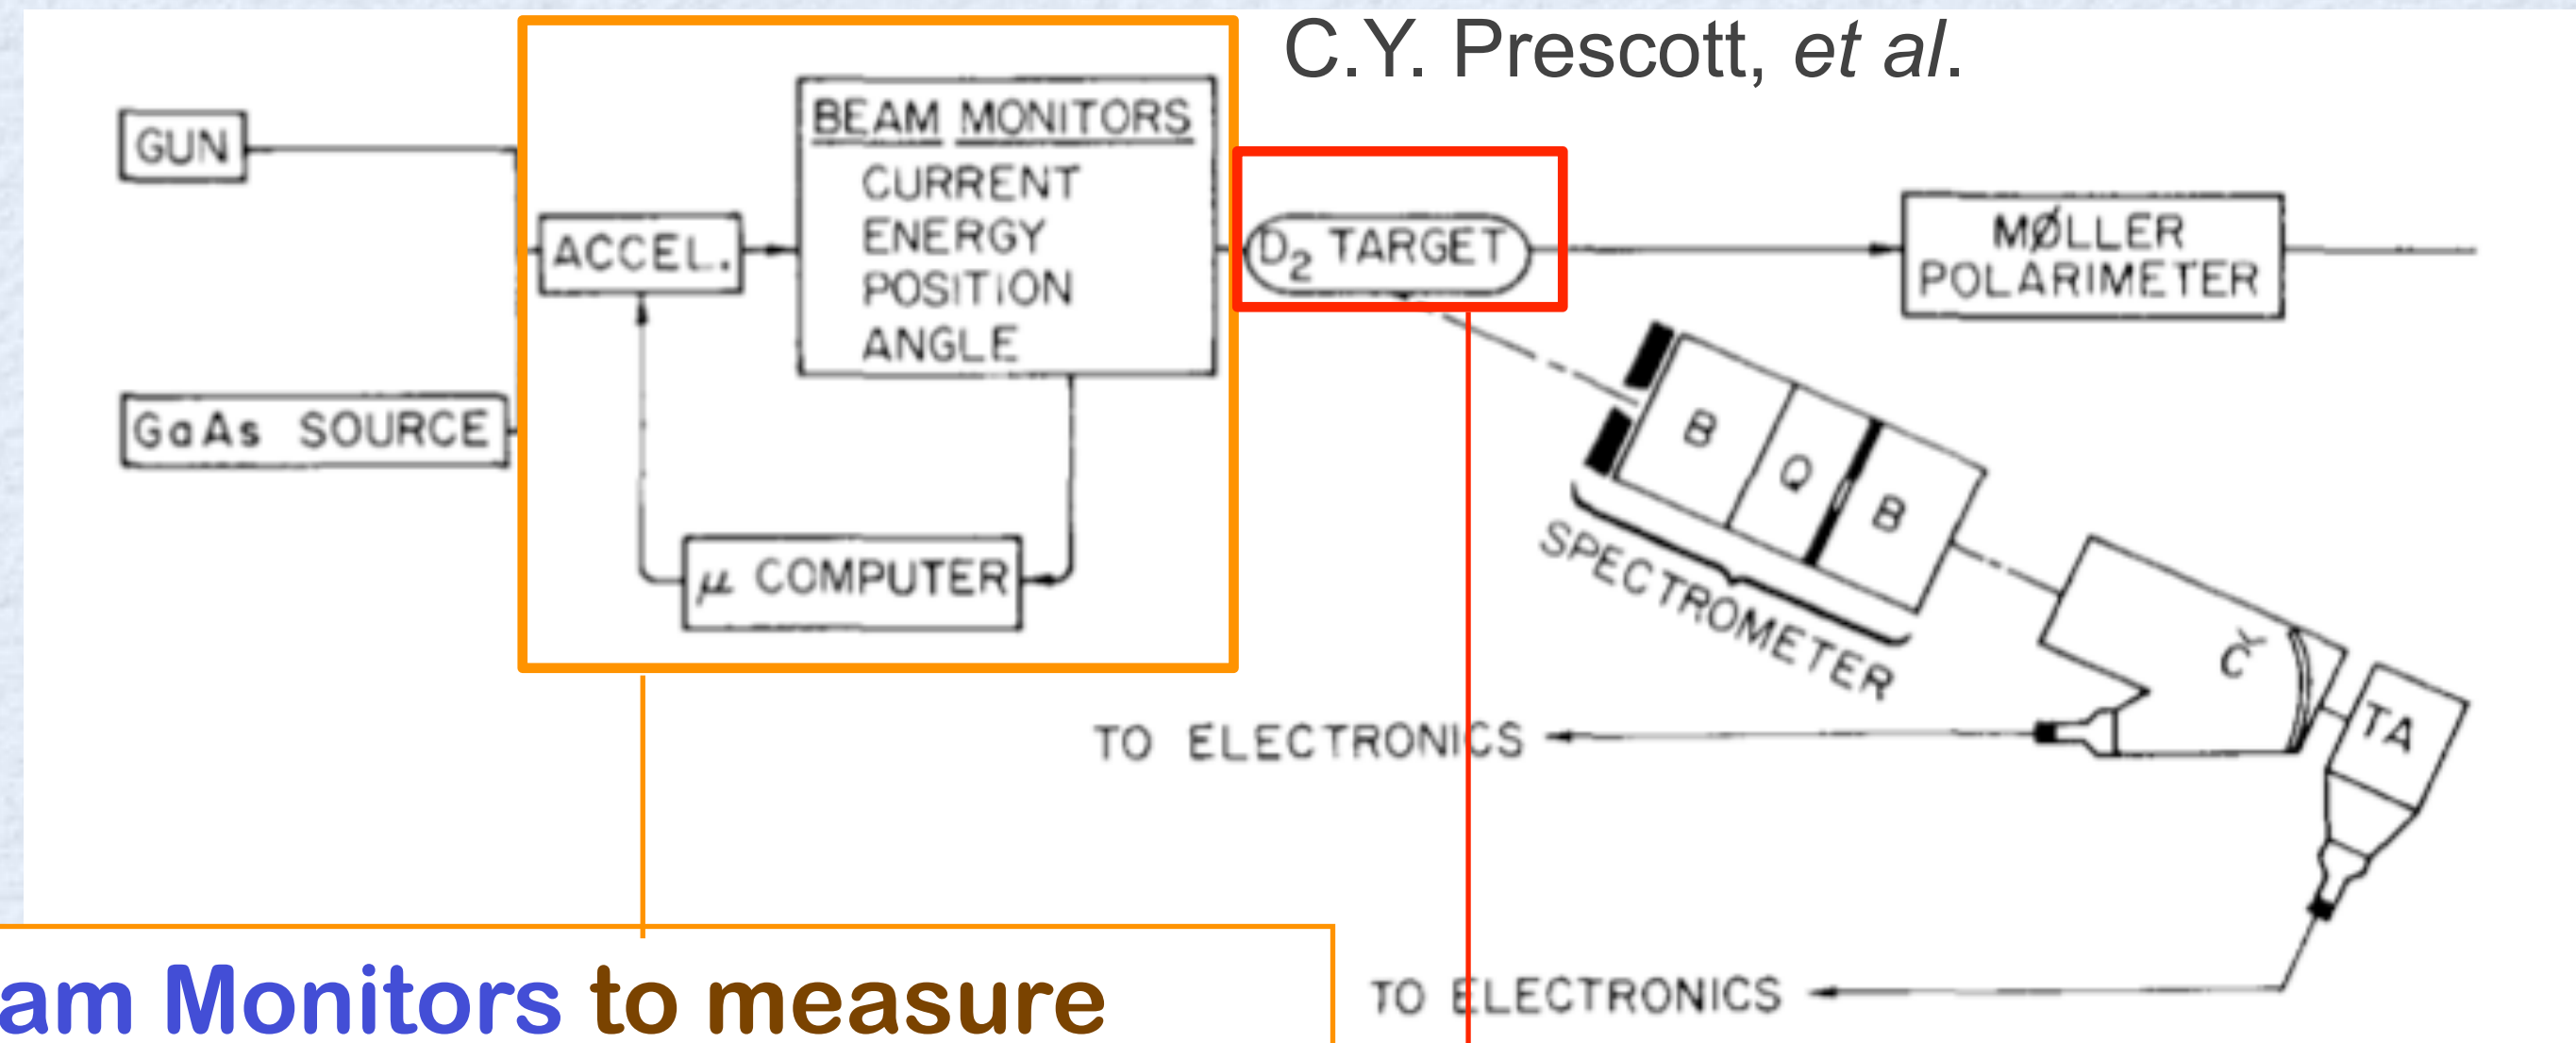 C.Y. Prescott, et al.
GUN
GaAs SOURCE
ACCEL.
BEAM MONITORS
CURRENT
ENERGY
POSITION
ANGLE
μ COMPUTER
D2 TARGET
MØLLER
POLARIMETER
B
Q
B
SPECTROMETER
Č
TA
TO ELECTRONICS
TO ELECTRONICS
am Monitors to measure